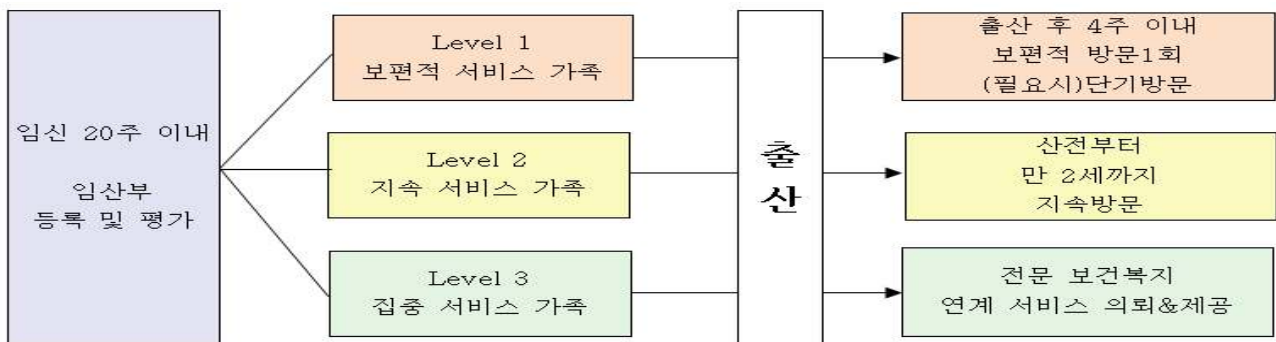 임신 20주 이내
임산부
등록 및 평가
Level 1
보편적 서비스 가족
Level 2
지속 서비스 가족
Level 3
집중 서비스 가족
출
산
출산 후 4주 이내
보편적 방문1회
(필요시)단기방문
산전부터
만 2세까지
지속방문
전문 보건복지
연계 서비스 의뢰&제공